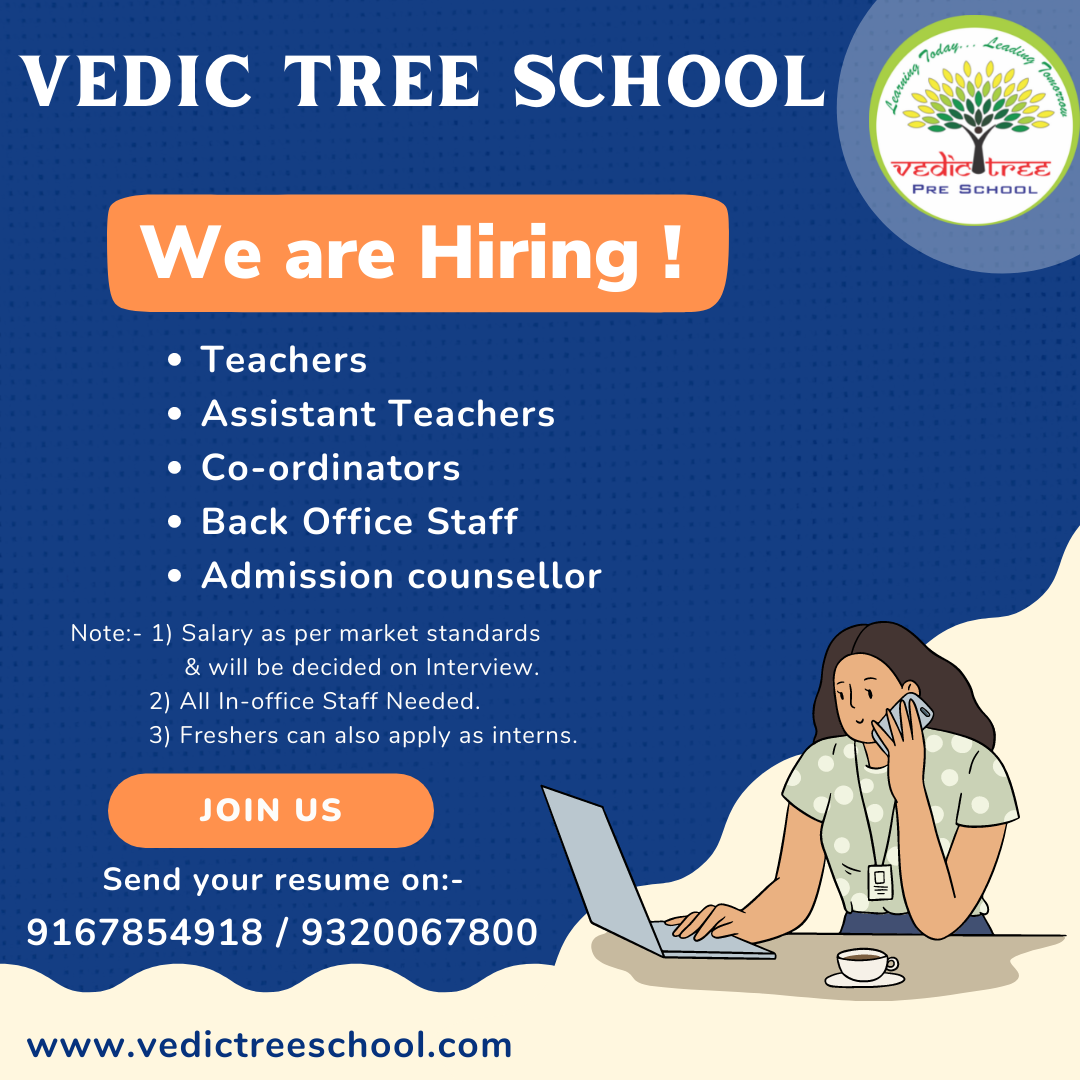 VEDIC TREE SCHOOL
Learning Today... Leading Tomorrow
vedic tree
PRE SCHOOL
We are Hiring !
• Teachers
• Assistant Teachers
• Co-ordinators
• Back Office Staff
• Admission counsellor
Note:- 1) Salary as per market standards
& will be decided on Interview.
2) All In-office Staff Needed.
3) Freshers can also apply as interns.
JOIN US
Send your resume on:-
9167854918 / 9320067800
www.vedictreeschool.com